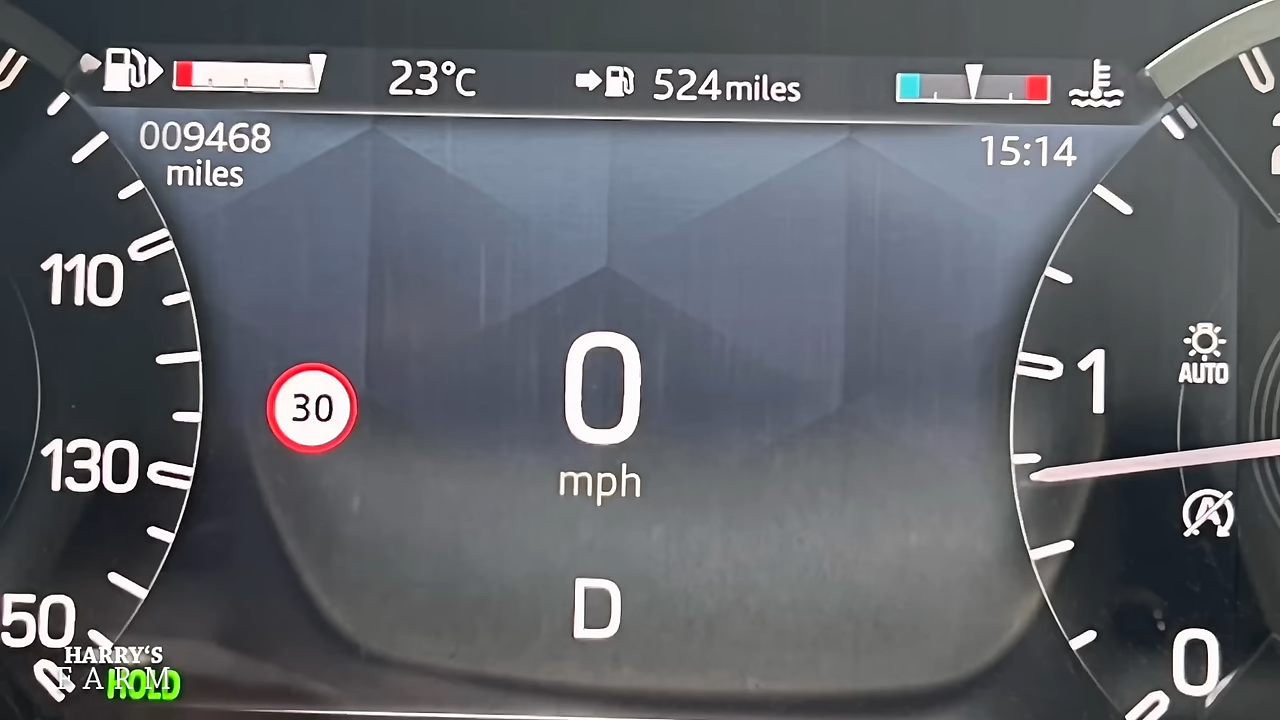 23°C
524 miles
009468
miles
15:14
110
1
AUTO
30
0
mph
130
A
D
50
0
HARRY'S
FARM
HOLD